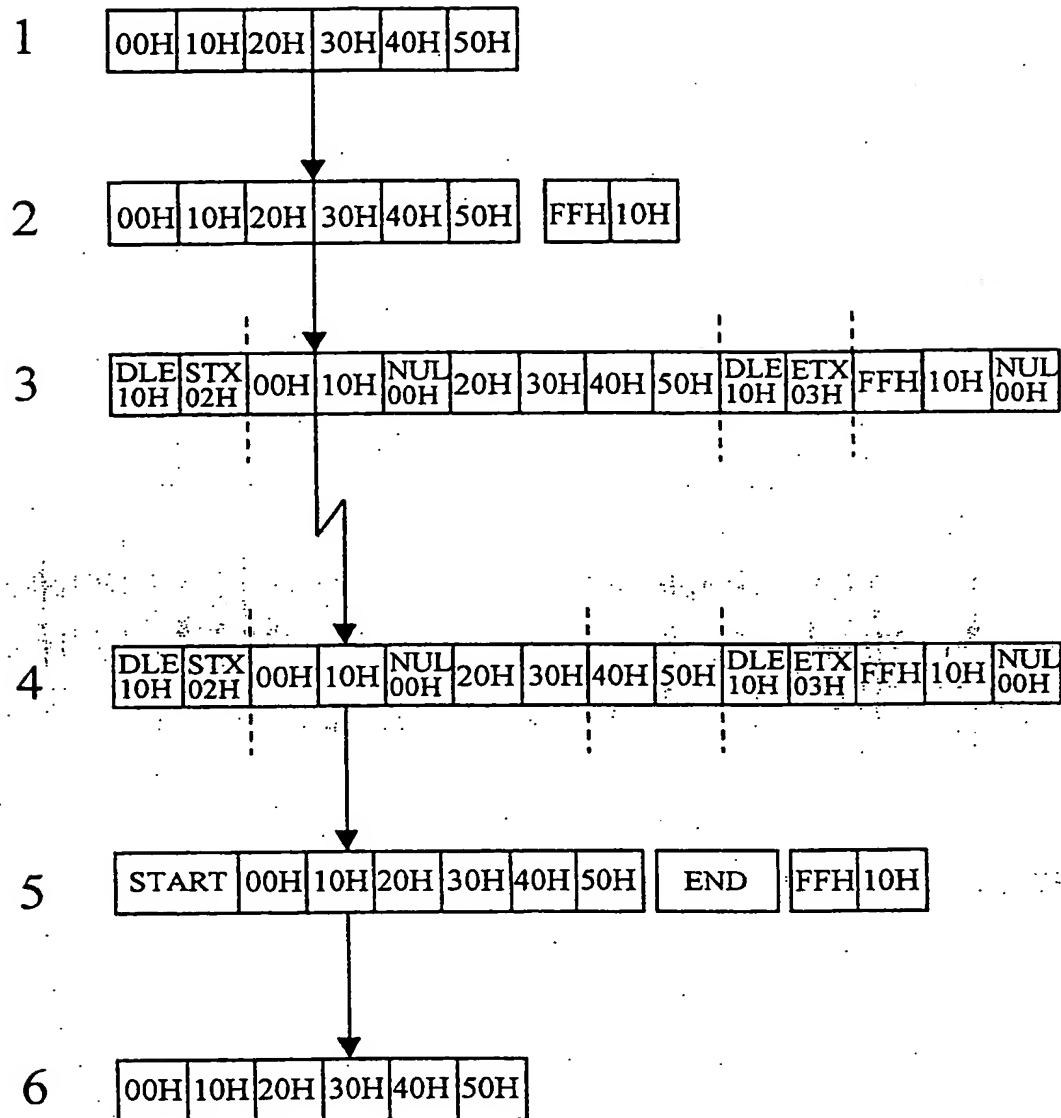 1 00H 10H 20H 30H 40H 50H
2 00H 10H 20H 30H 40H 50H FFH 10H
3 DLE 10H STX 02H 00H 10H NUL 00H 20H 30H 40H 50H DLE 10H ETX 03H FFH 10H NUL 00H
4 DLE 10H STX 02H 00H 10H NUL 00H 20H 30H 40H 50H DLE 10H ETX 03H FFH 10H NUL 00H
5 START 00H 10H 20H 30H 40H 50H END FFH 10H
6 00H 10H 20H 30H 40H 50H